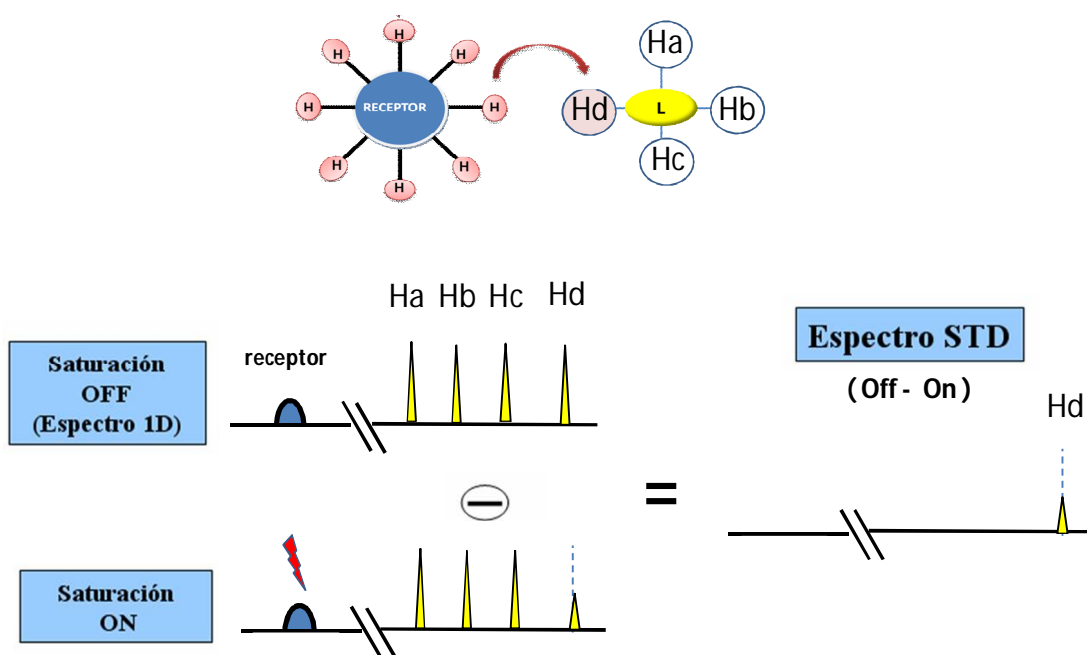 H
H
H
H
RECEPTOR
H
H
H
H
Ha
Hd
L
Hb
Hc
Ha Hb Hc Hd
Saturación
OFF
(Espectro 1D)
receptor
Espectro STD
(Off - On)
Hd
=
Saturación
ON